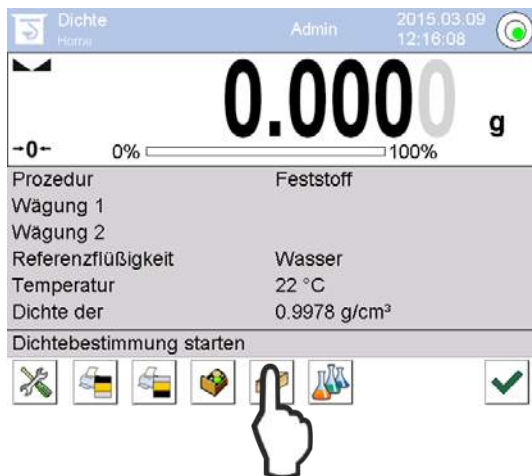 Dichte
Home
Admin
2015.03.09
12:16:08
0.0000 g
→0←
0% 100%
Prozedur Feststoff
Wägung 1
Wägung 2
Referenzflüßigkeit Wasser
Temperatur 22 °C
Dichte der 0.9978 g/cm³
Dichtebestimmung starten